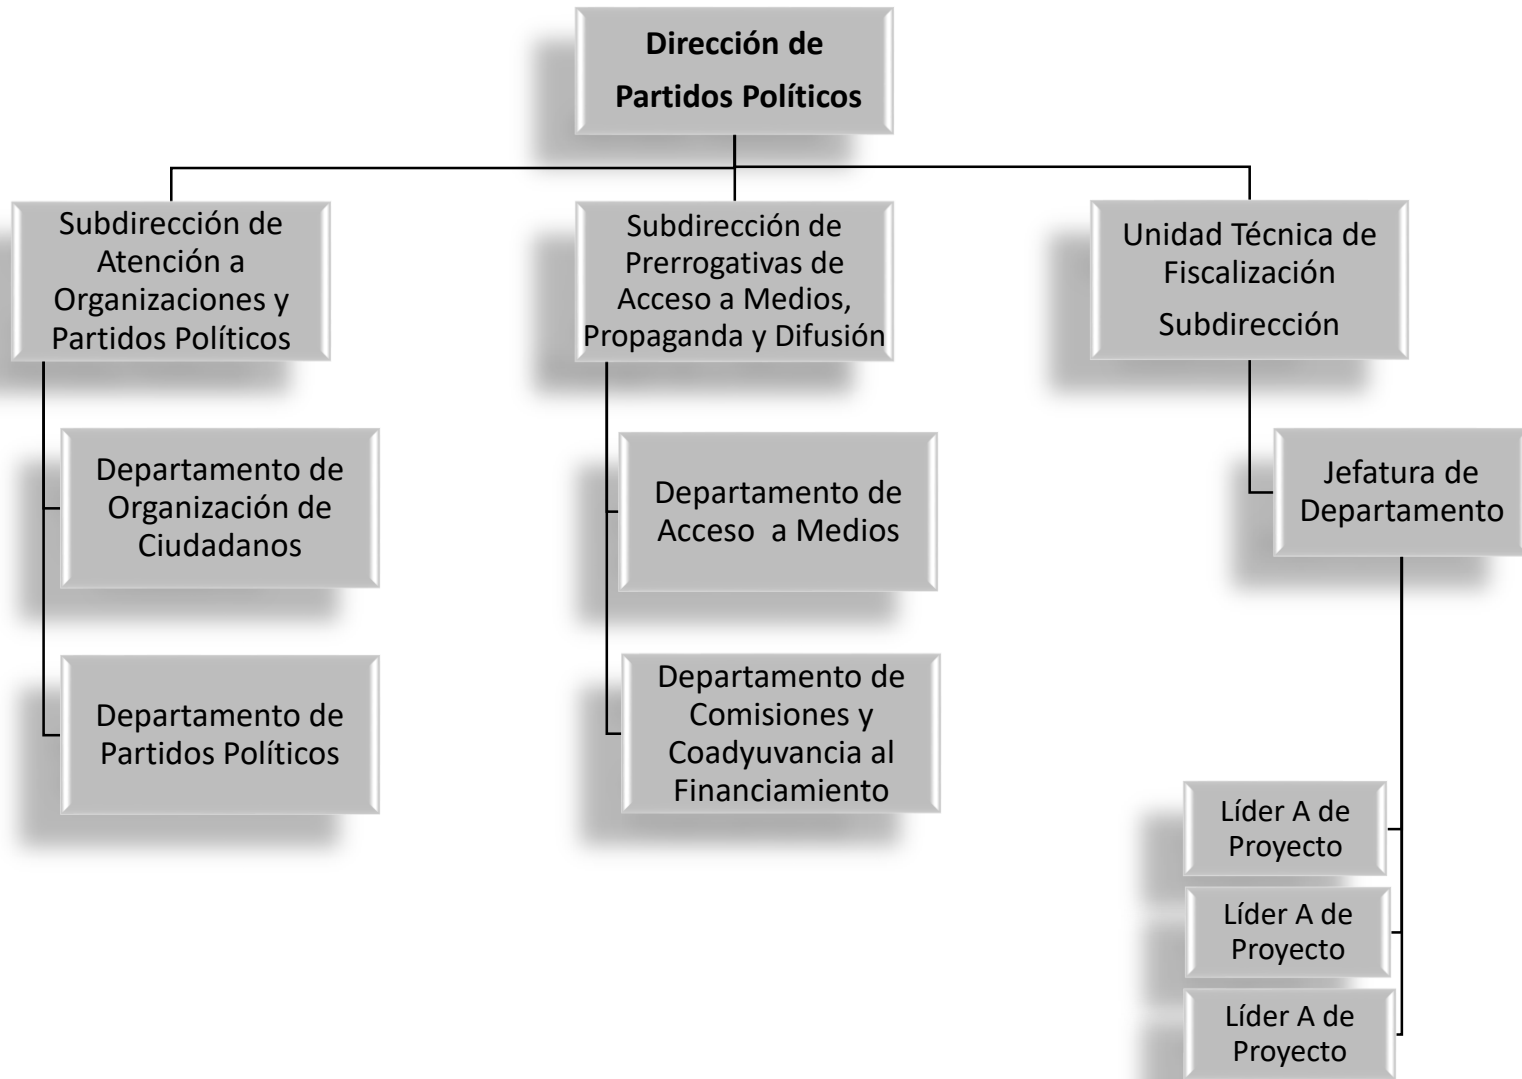 Dirección de
Partidos Políticos
Subdirección de
Atención a
Organizaciones y
Partidos Políticos
Subdirección de
Prerrogativas de
Acceso a Medios,
Propaganda y Difusión
Unidad Técnica de
Fiscalización
Subdirección
Departamento de
Organización de
Ciudadanos
Departamento de
Acceso  a Medios
Jefatura de
Departamento
Departamento de
Partidos Políticos
Departamento de
Comisiones y
Coadyuvancia al
Financiamiento
Líder A de
Proyecto
Líder A de
Proyecto
Líder A de
Proyecto